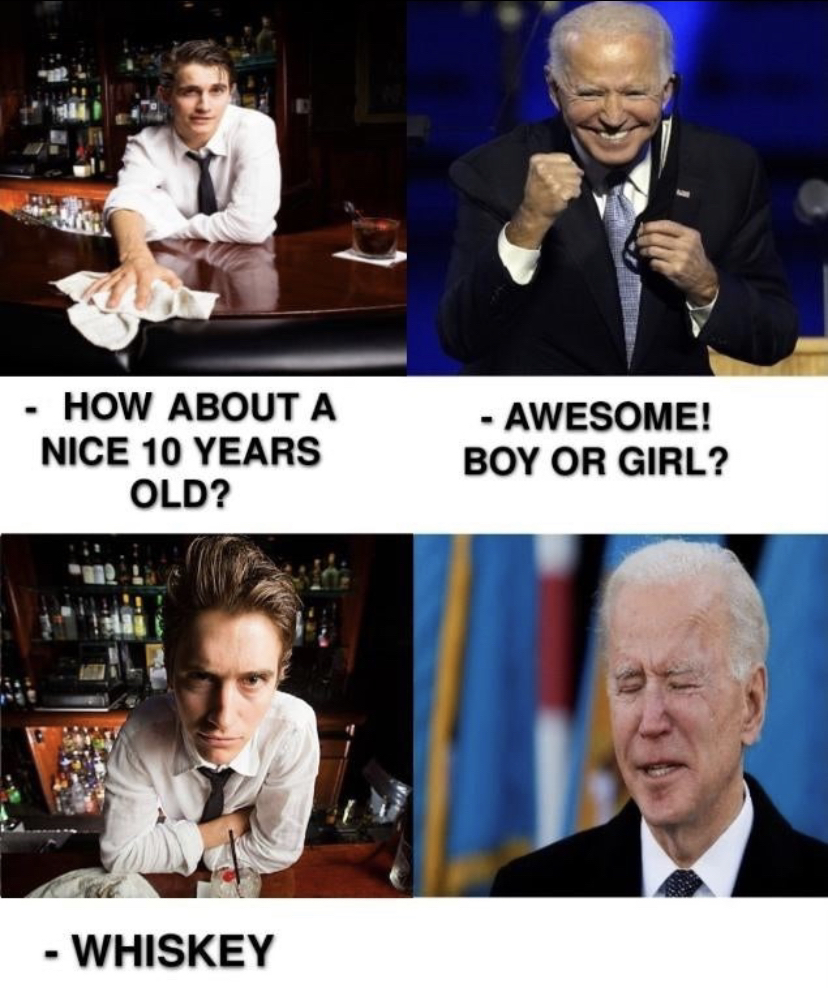 - HOW ABOUT A
NICE 10 YEARS
OLD?
- AWESOME!
BOY OR GIRL?
- WHISKEY